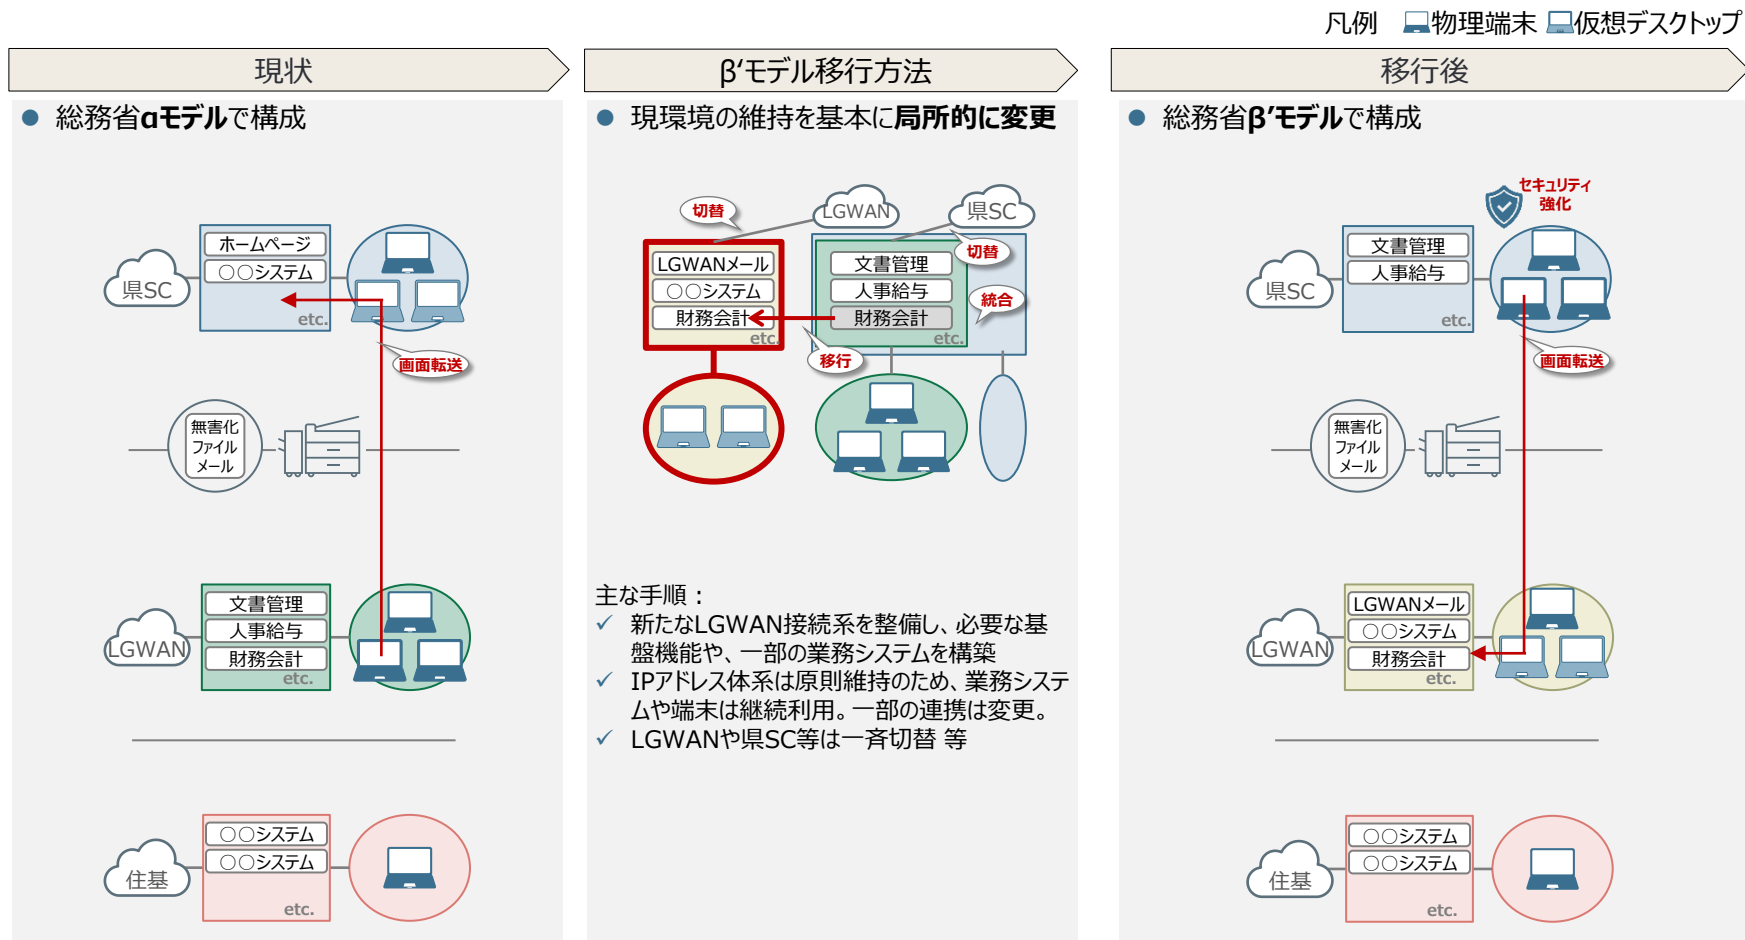 凡例 物理端末 仮想デスクトップ
現状
β‘モデル移行方法
移行後
● 総務省αモデルで構成
県SC
ホームページ
〇〇システム
etc.
画面転送
無害化
ファイル
メール
LGWAN
文書管理
人事給与
財務会計
etc.
住基
〇〇システム
〇〇システム
etc.
● 現環境の維持を基本に局所的に変更
切替
LGWAN
県SC
切替
LGWANメール
〇〇システム
財務会計
etc.
文書管理
人事給与
財務会計
etc.
統合
移行
主な手順：
✓ 新たなLGWAN接続系を整備し、必要な基
盤機能や、一部の業務システムを構築
✓ IPアドレス体系は原則維持のため、業務システ
ムや端末は継続利用。一部の連携は変更。
✓ LGWANや県SC等は一斉切替 等
● 総務省β’モデルで構成
セキュリティ
強化
県SC
文書管理
人事給与
etc.
画面転送
無害化
ファイル
メール
LGWAN
LGWANメール
〇〇システム
財務会計
etc.
住基
〇〇システム
〇〇システム
etc.